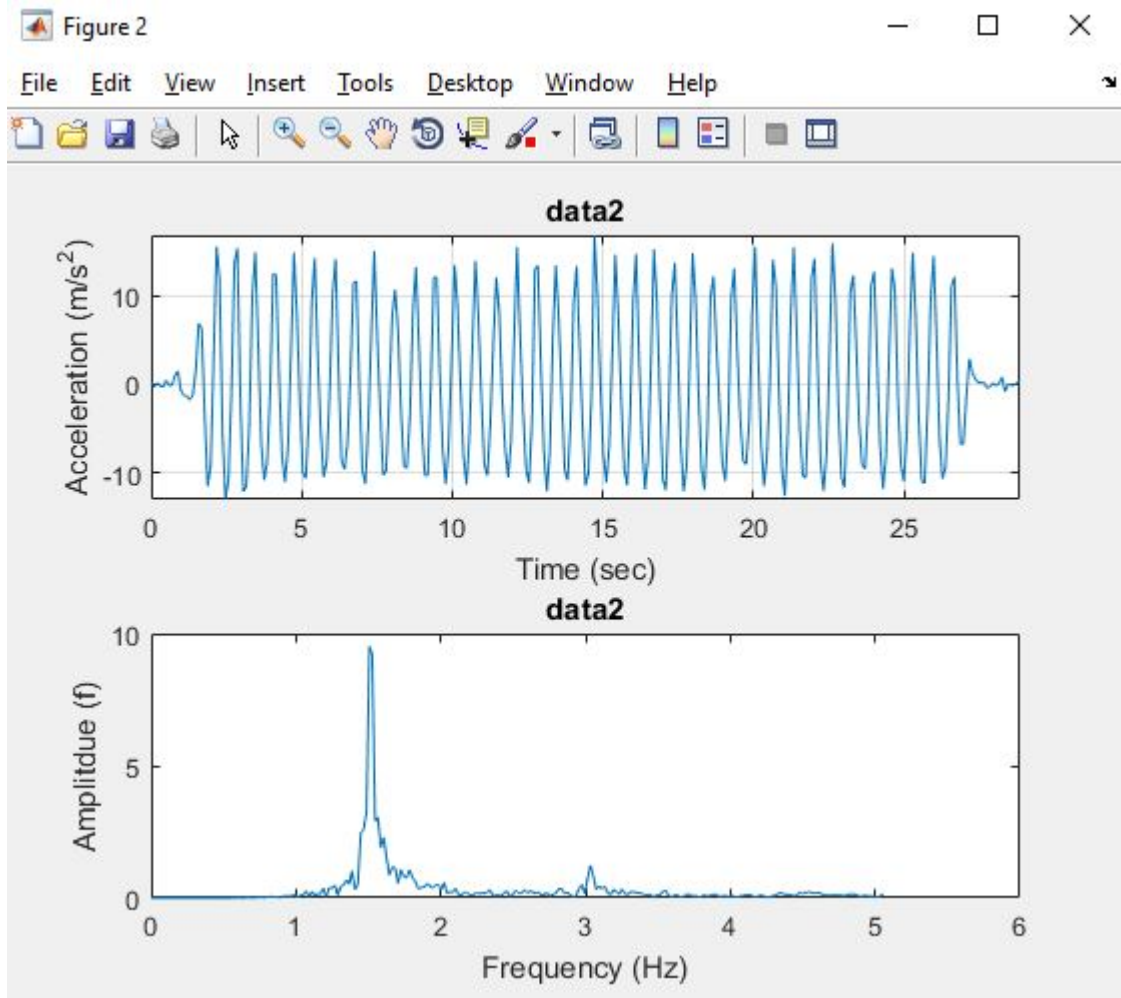 Figure 2
File Edit View Insert Tools Desktop Window Help
data2
Acceleration (m/s²)
10
0
-10
0 5 10 15 20 25
Time (sec)
data2
Amplitdue (f)
10
5
0
0 1 2 3 4 5 6
Frequency (Hz)